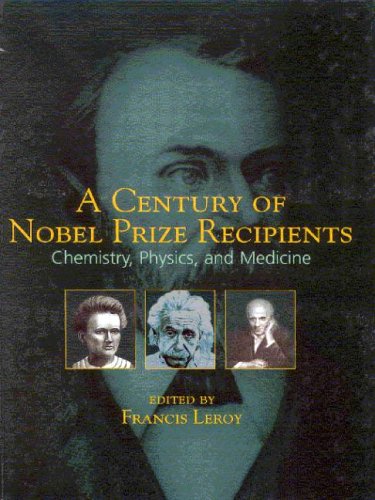 A CENTURY OF
NOBEL PRIZE RECIPIENTS
Chemistry, Physics, and Medicine
EDITED BY
FRANCIS LEROY